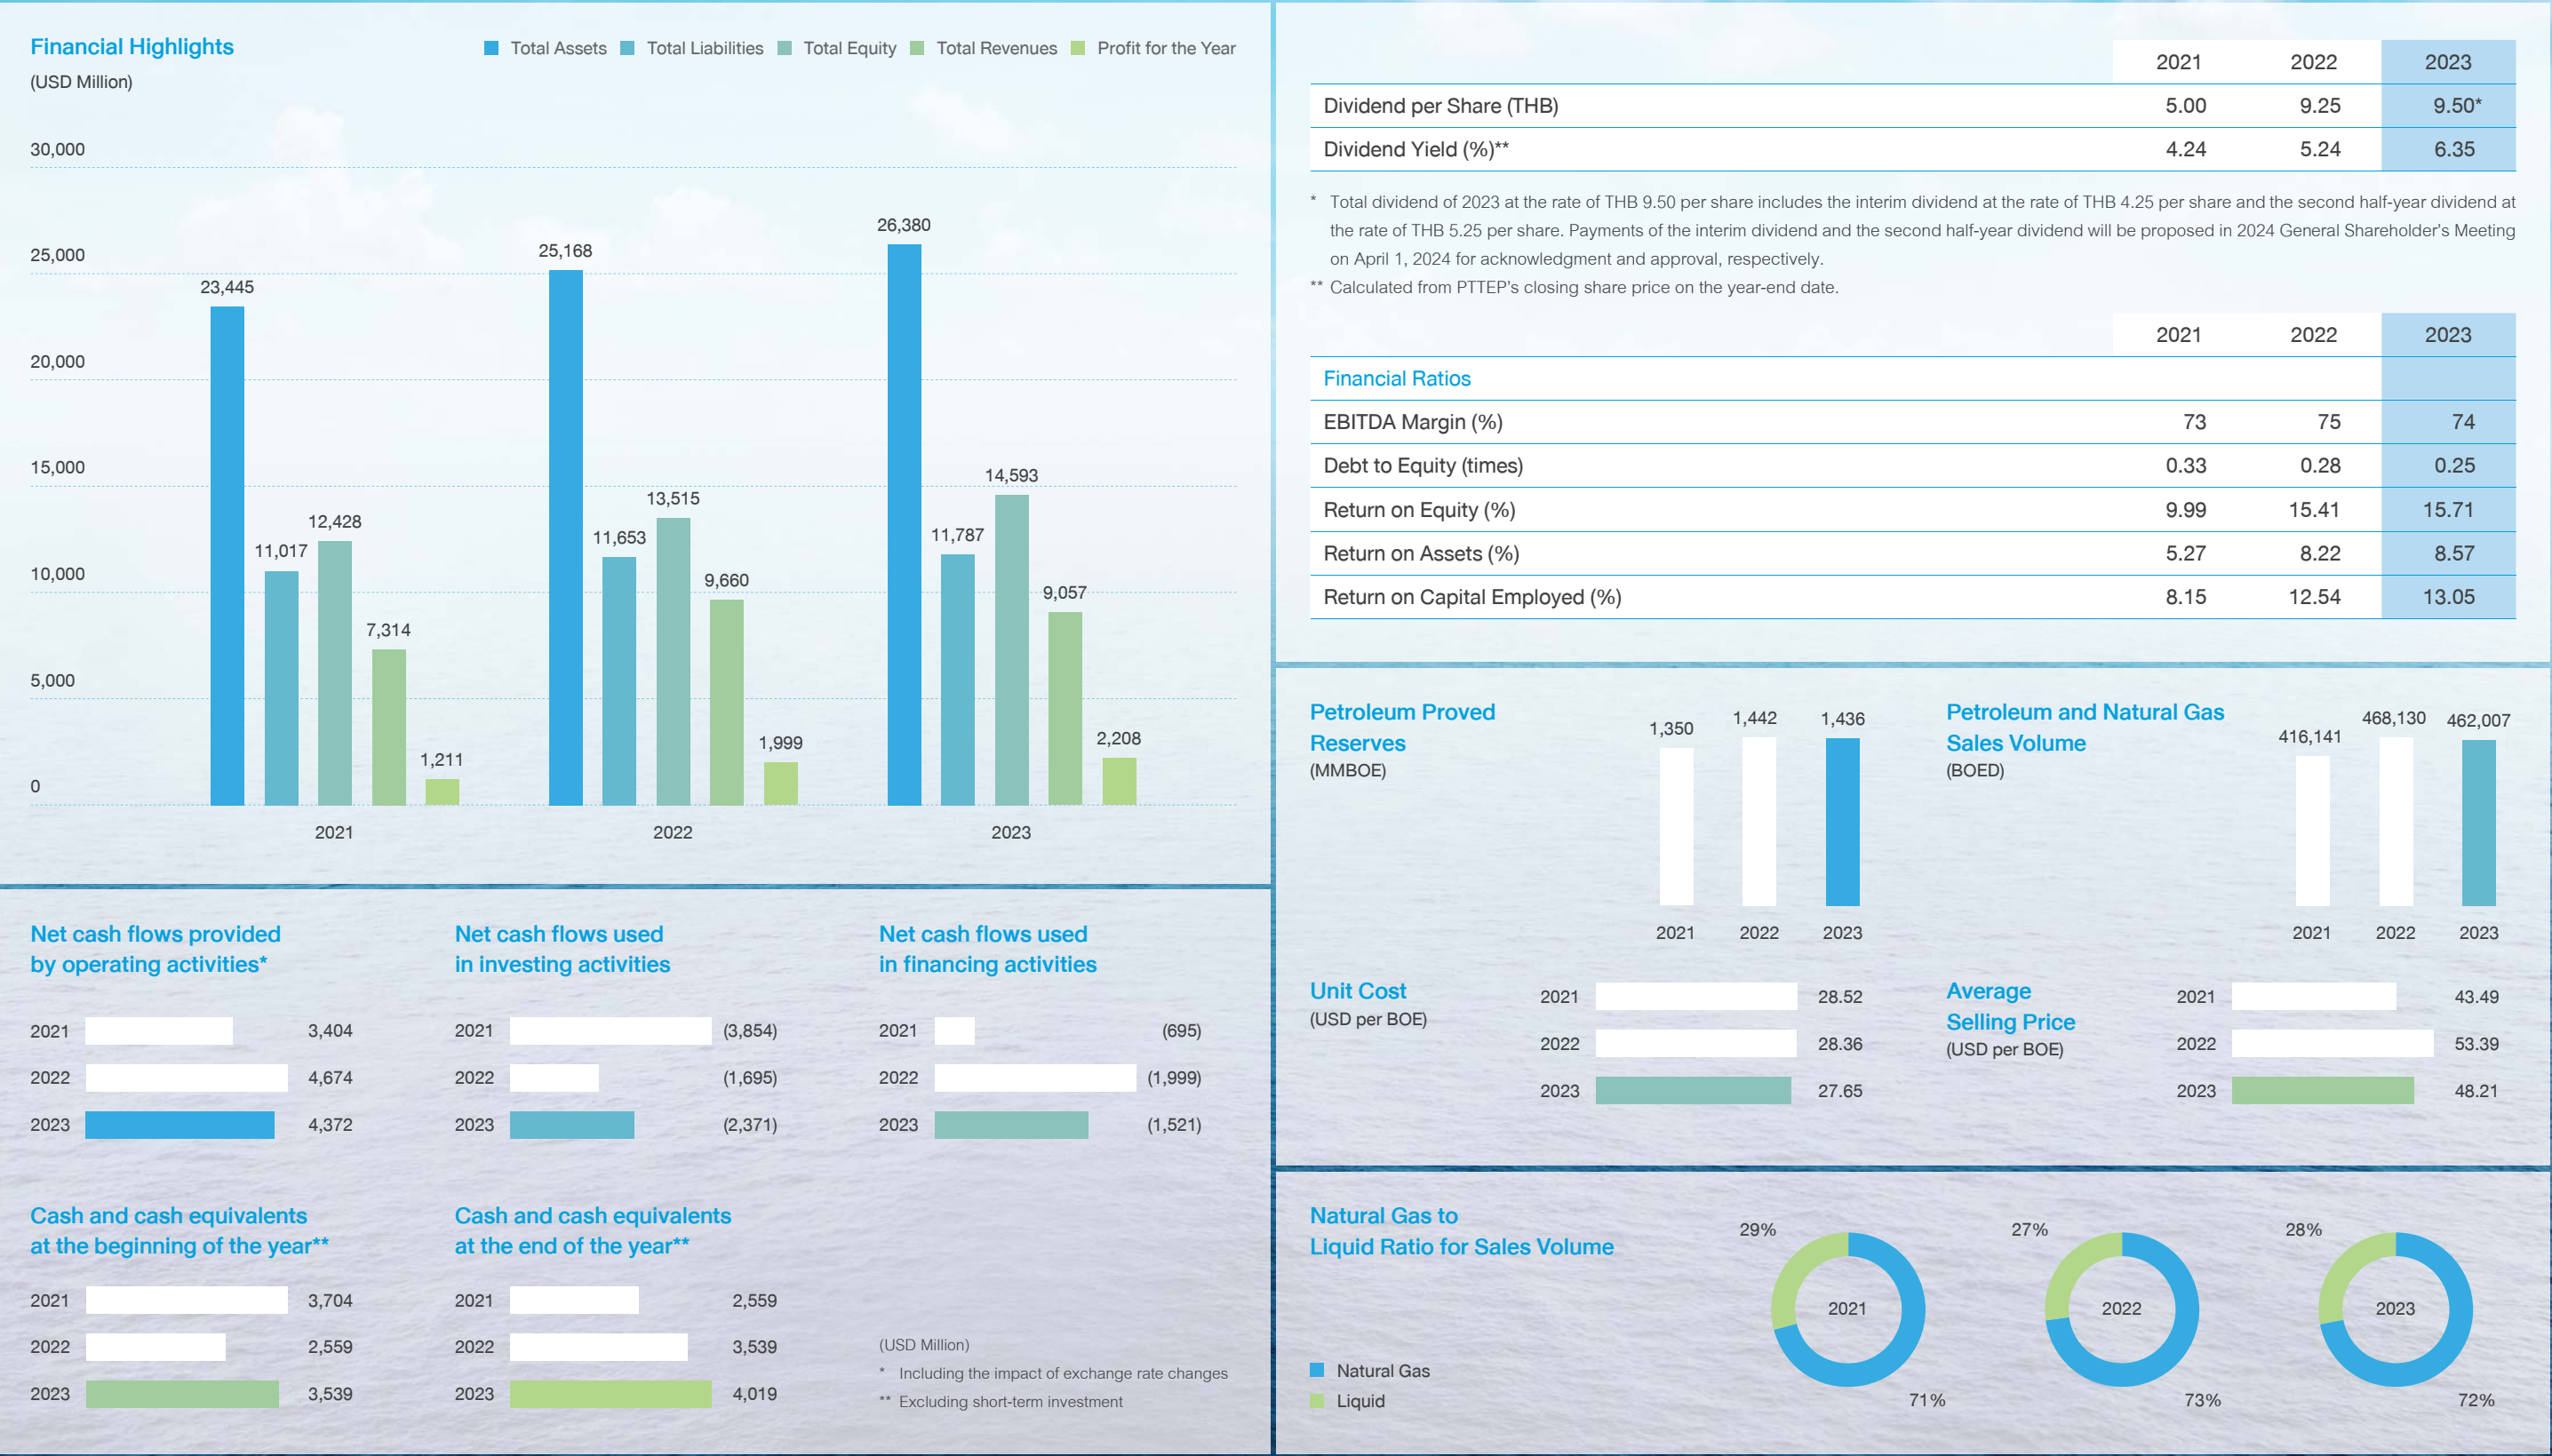 Financial Highlights
(USD Million)
Total Assets Total Liabilities Total Equity Total Revenues Profit for the Year
30,000
25,000
20,000
15,000
10,000
5,000
0
23,445 11,017 12,428 7,314 1,211
25,168 11,653 13,515 9,660 1,999
26,380 11,787 14,593 9,057 2,208
2021 2022 2023
Net cash flows provided
by operating activities*
2021 3,404
2022 4,674
2023 4,372
Net cash flows used
in investing activities
2021 (3,854)
2022 (1,695)
2023 (2,371)
Net cash flows used
in financing activities
2021 (695)
2022 (1,999)
2023 (1,521)
Cash and cash equivalents
at the beginning of the year**
2021 3,704
2022 2,559
2023 3,539
Cash and cash equivalents
at the end of the year**
2021 2,559
2022 3,539
2023 4,019
(USD Million)
* Including the impact of exchange rate changes
** Excluding short-term investment
2021 2022 2023
Dividend per Share (THB) 5.00 9.25 9.50*
Dividend Yield (%)** 4.24 5.24 6.35
* Total dividend of 2023 at the rate of THB 9.50 per share includes the interim dividend at the rate of THB 4.25 per share and the second half-year dividend at
the rate of THB 5.25 per share. Payments of the interim dividend and the second half-year dividend will be proposed in 2024 General Shareholder's Meeting
on April 1, 2024 for acknowledgment and approval, respectively.
** Calculated from PTTEP's closing share price on the year-end date.
2021 2022 2023
Financial Ratios
EBITDA Margin (%) 73 75 74
Debt to Equity (times) 0.33 0.28 0.25
Return on Equity (%) 9.99 15.41 15.71
Return on Assets (%) 5.27 8.22 8.57
Return on Capital Employed (%) 8.15 12.54 13.05
Petroleum Proved
Reserves
(MMBOE)
1,350 1,442 1,436
2021 2022 2023
Petroleum and Natural Gas
Sales Volume
(BOED)
416,141 468,130 462,007
2021 2022 2023
Unit Cost
(USD per BOE)
2021 28.52
2022 28.36
2023 27.65
Average
Selling Price
(USD per BOE)
2021 43.49
2022 53.39
2023 48.21
Natural Gas to
Liquid Ratio for Sales Volume
Natural Gas
Liquid
29% 2021 71%
27% 2022 73%
28% 2023 72%